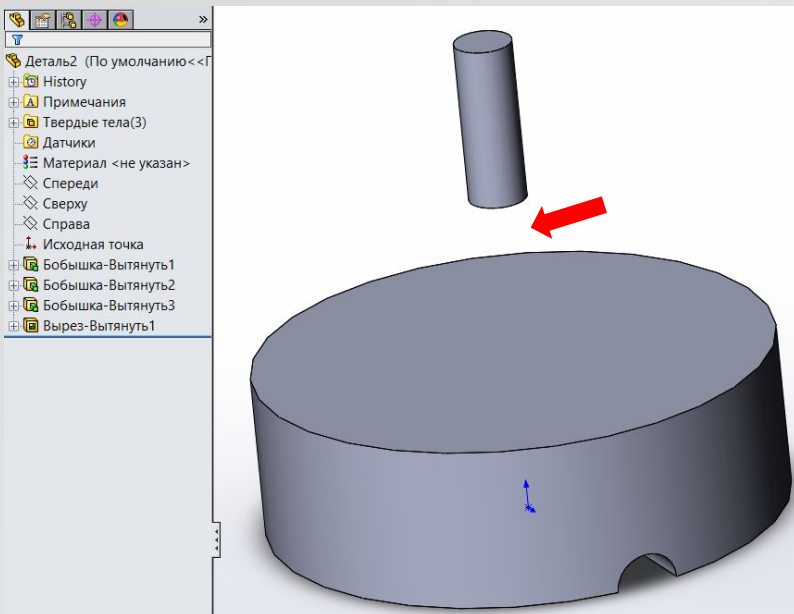 »
Деталь2 (По умолчанию<<Г
History
A Примечания
Твердые тела(3)
Датчики
Материал <не указан>
Спереди
Сверху
Справа
Исходная точка
Бобышка-Вытянуть1
Бобышка-Вытянуть2
Бобышка-Вытянуть3
Вырез-Вытянуть1